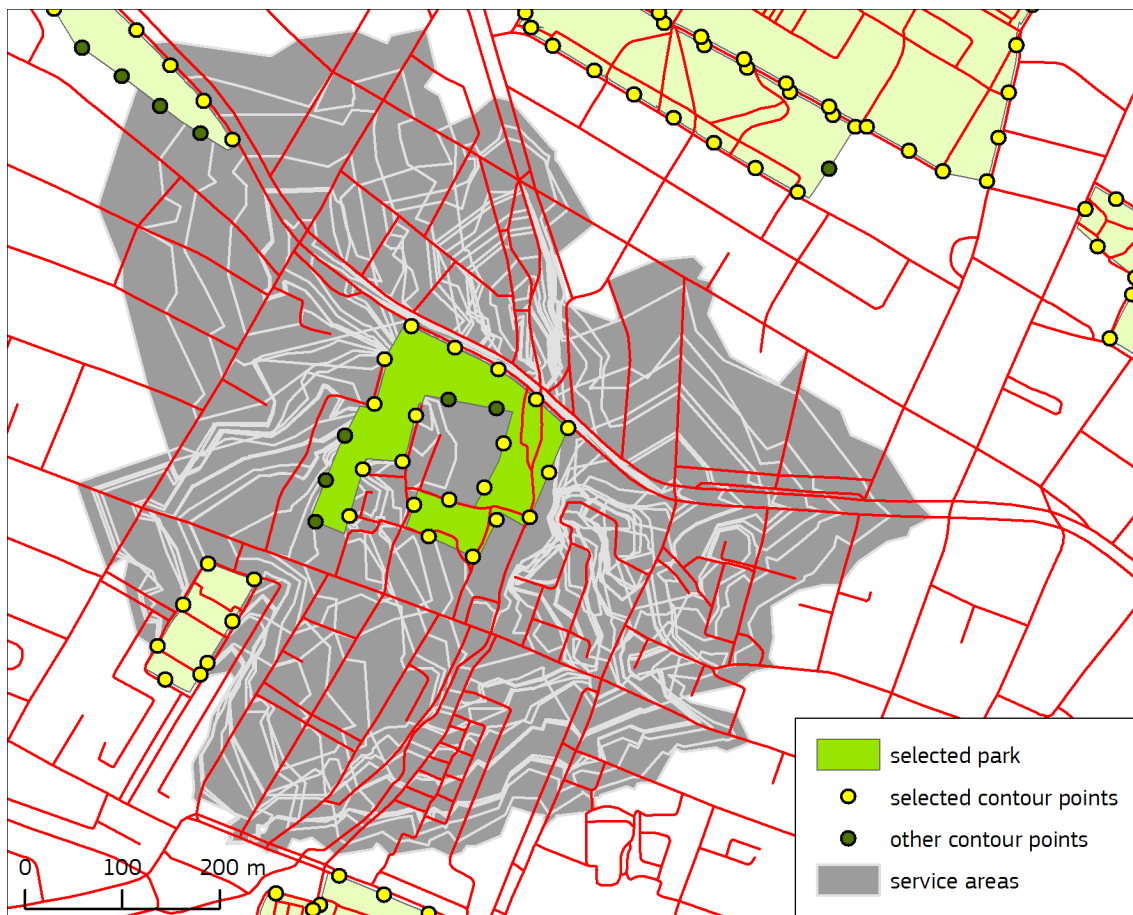 selected park
selected contour points
other contour points
service areas
0 100 200 m